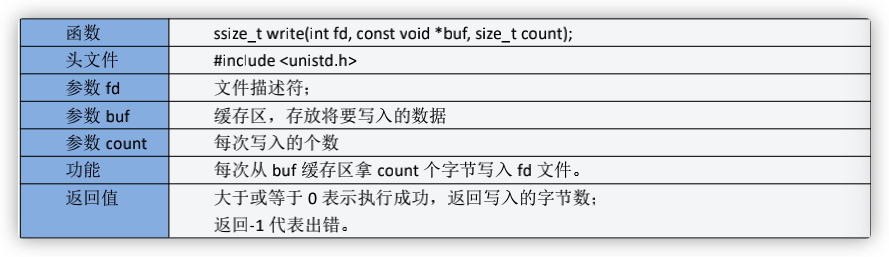 函数 ssize_t write(int fd, const void *buf, size_t count);
头文件 #include <unistd.h>
参数 fd 文件描述符；
参数 buf 缓存区，存放将要写入的数据
参数 count 每次写入的个数
功能 每次从 buf 缓存区拿 count 个字节写入 fd 文件。
返回值 大于或等于 0 表示执行成功，返回写入的字节数；
返回-1 代表出错。